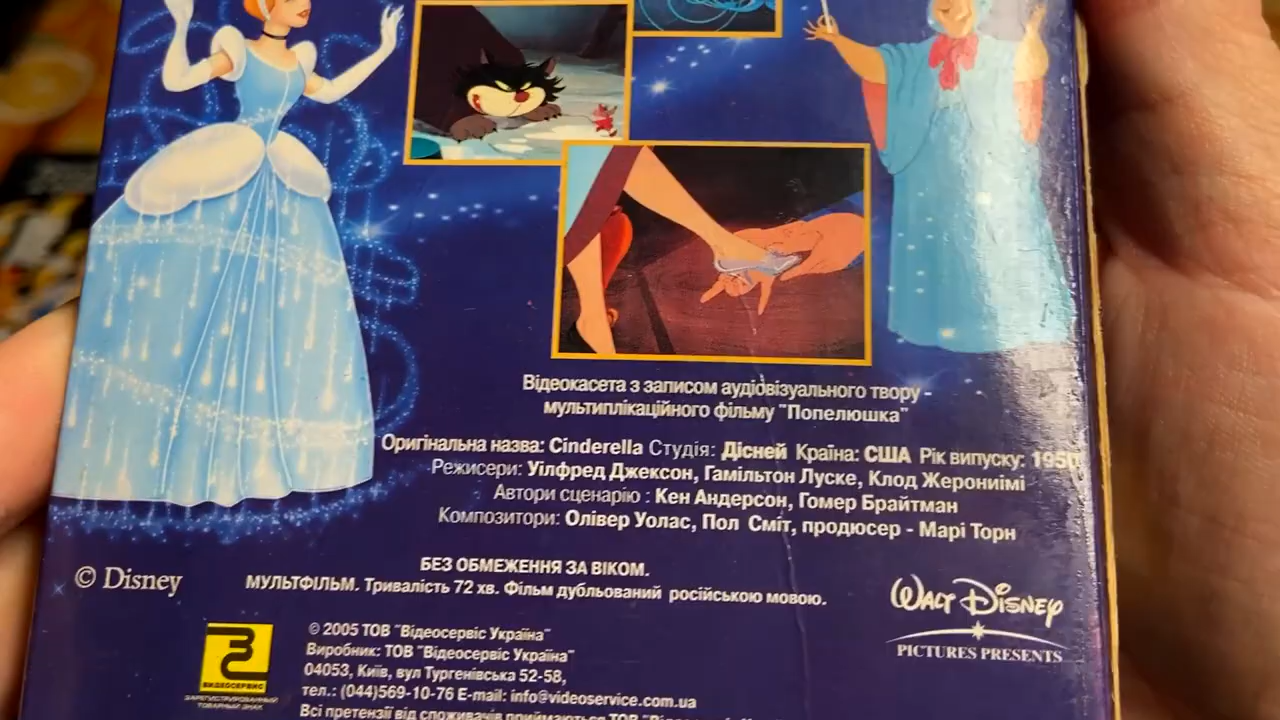 Відеокасета з записом аудіовізуального твору -
мультиплікаційного фільму "Попелюшка"
Оригінальна назва: Cinderella Студія: Дісней Країна: США Рік випуску: 1950
Режисери: Уілфред Джексон, Гамільтон Луске, Клод Жерониімі
Автори сценарію : Кен Андерсон, Гомер Брайтман
Композитори: Олівер Уолас, Пол Сміт, продюсер - Марі Торн
БЕЗ ОБМЕЖЕННЯ ЗА ВІКОМ.
МУЛЬТФІЛЬМ. Тривалість 72 хв. Фільм дубльований російською мовою.
© Disney
WALT DISNEY
PICTURES PRESENTS
ВИДЕОСЕРВИС
ЗАРЕГИСТРИРОВАННЫЙ
ТОВАРНЫЙ ЗНАК
© 2005 ТОВ "Відеосервіс Україна"
Виробник: ТОВ "Відеосервіс Україна"
04053, Київ, вул Тургенівська 52-58,
тел.: (044)569-10-76 E-mail: info@videoservice.com.ua
Всі претензії від споживачів приймаються ТОВ